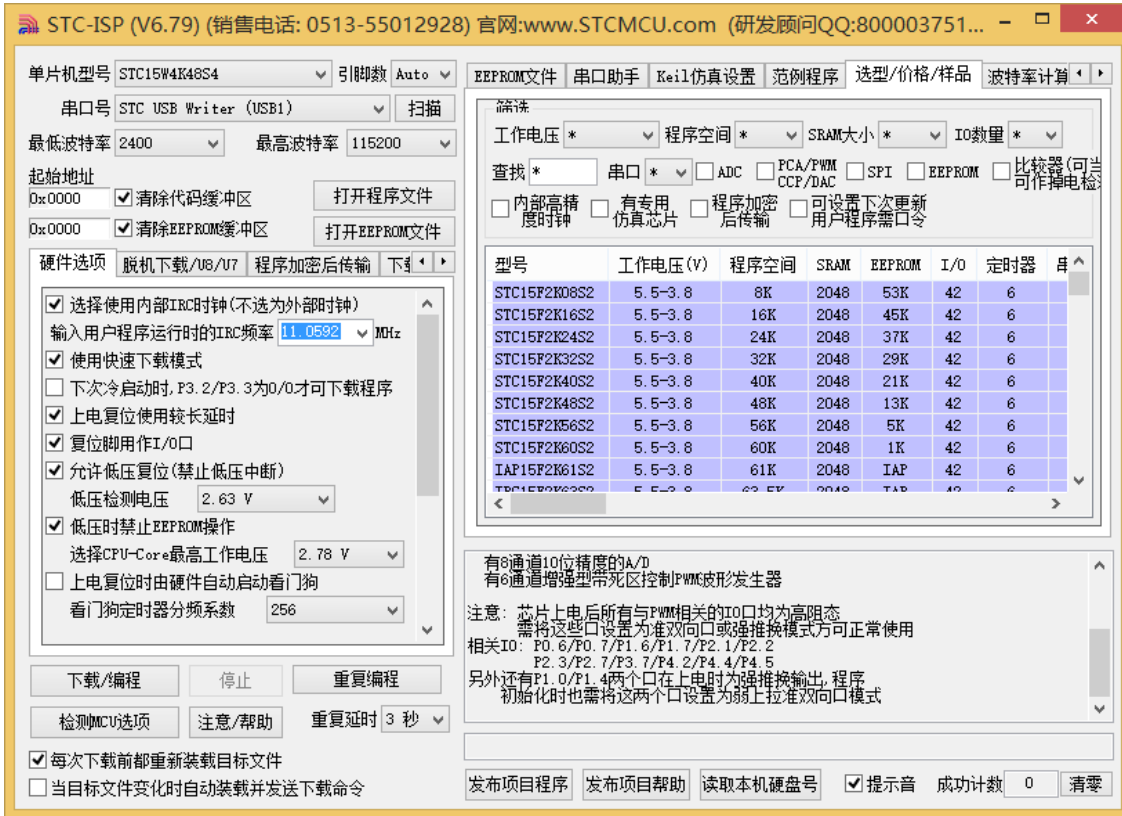 STC-ISP (V6.79) (销售电话: 0513-55012928) 官网:www.STCMCU.com (研发顾问QQ:800003751...
单片机型号 STC15W4K48S4 引脚数 Auto
串口号 STC USB Writer (USB1) 扫描
最低波特率 2400 最高波特率 115200
起始地址
0x0000 清除代码缓冲区 打开程序文件
0x0000 清除EEPROM缓冲区 打开EEPROM文件
硬件选项 脱机下载/U8/U7 程序加密后传输
选择使用内部IRC时钟(不选为外部时钟)
输入用户程序运行时的IRC频率 11.0592 MHz
使用快速下载模式
下次冷启动时,P3.2/P3.3为0/0才可下载程序
上电复位使用较长延时
复位脚用作I/O口
允许低压复位(禁止低压中断)
低压检测电压 2.63 V
低压时禁止EEPROM操作
选择CPU-Core最高工作电压 2.78 V
上电复位时由硬件自动启动看门狗
看门狗定时器分频系数 256
下载/编程 停止 重复编程
检测MCU选项 注意/帮助 重复延时 3 秒
每次下载前都重新装载目标文件
当目标文件变化时自动装载并发送下载命令
EEPROM文件 串口助手 Keil仿真设置 范例程序 选型/价格/样品 波特率计算
筛选
工作电压 * 程序空间 * SRAM大小 * IO数量 *
查找 * 串口 * ADC PCA/PWM CCP/DAC SPI EEPROM 比较器(可当 可作掉电检
内部高精度时钟 有专用仿真芯片 程序加密后传输 可设置下次更新用户程序需口令
型号 工作电压(V) 程序空间 SRAM EEPROM I/O 定时器
STC15F2K08S2 5.5-3.8 8K 2048 53K 42 6
STC15F2K16S2 5.5-3.8 16K 2048 45K 42 6
STC15F2K24S2 5.5-3.8 24K 2048 37K 42 6
STC15F2K32S2 5.5-3.8 32K 2048 29K 42 6
STC15F2K40S2 5.5-3.8 40K 2048 21K 42 6
STC15F2K48S2 5.5-3.8 48K 2048 13K 42 6
STC15F2K56S2 5.5-3.8 56K 2048 5K 42 6
STC15F2K60S2 5.5-3.8 60K 2048 1K 42 6
IAP15F2K61S2 5.5-3.8 61K 2048 IAP 42 6
有8通道10位精度的A/D
有6通道增强型带死区控制PWM波形发生器
注意: 芯片上电后所有与PWM相关的IO口均为高阻态
需将这些口设置为准双向口或强推挽模式方可正常使用
相关IO: P0.6/P0.7/P1.6/P1.7/P2.1/P2.2
P2.3/P2.7/P3.7/P4.2/P4.4/P4.5
另外还有P1.0/P1.4两个口在上电时为强推挽输出,程序
初始化时也需将这两个口设置为弱上拉准双向口模式
发布项目程序 发布项目帮助 读取本机硬盘号 提示音 成功计数 0 清零